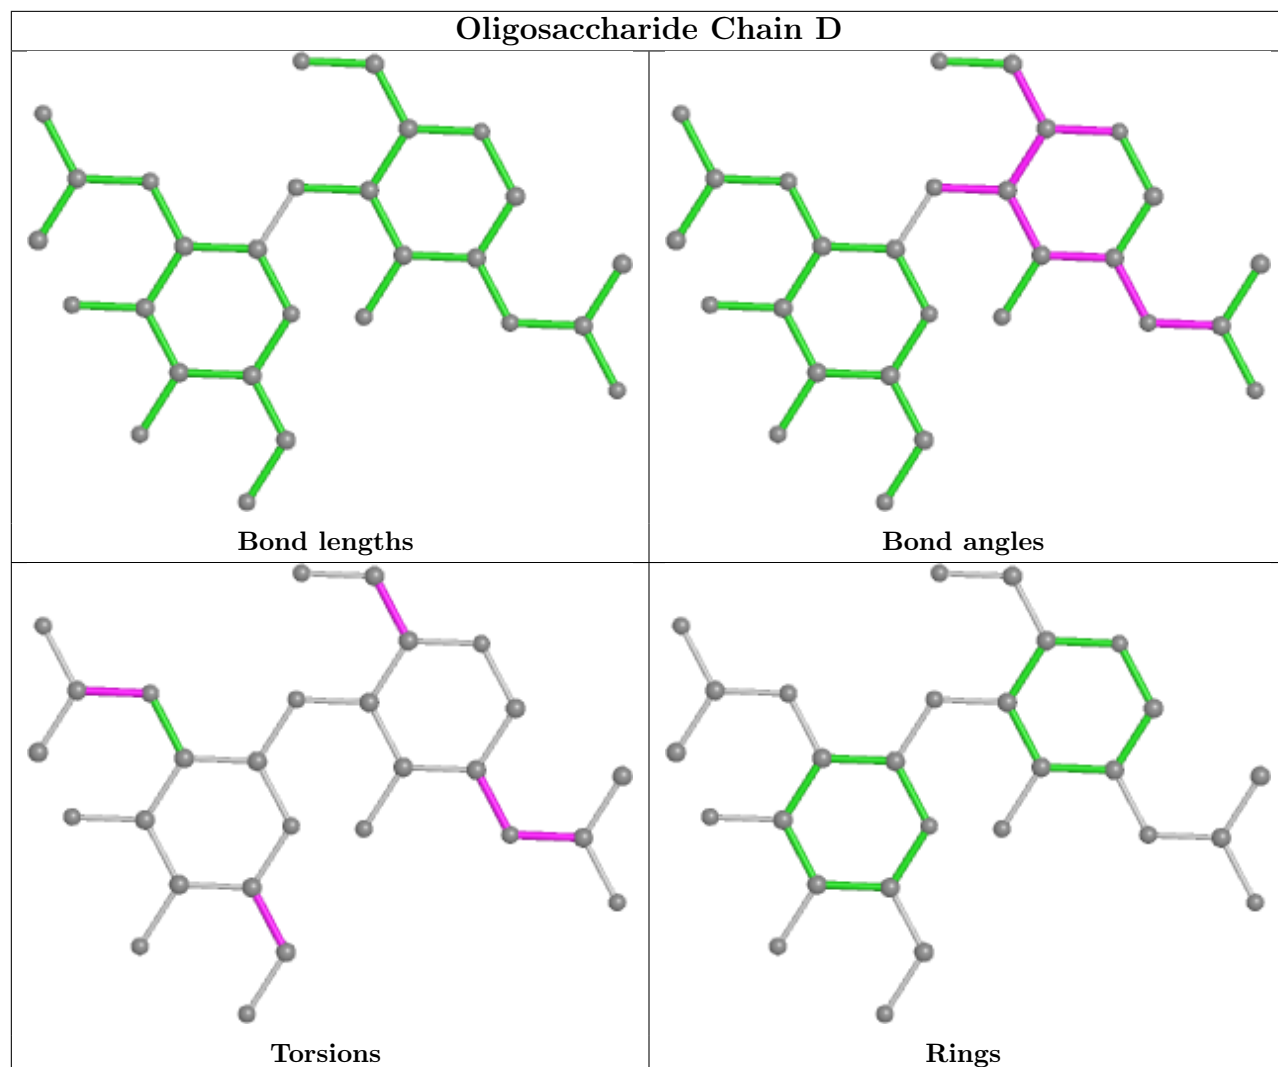 Oligosaccharide Chain D
Bond lengths
Bond angles
Torsions
Rings